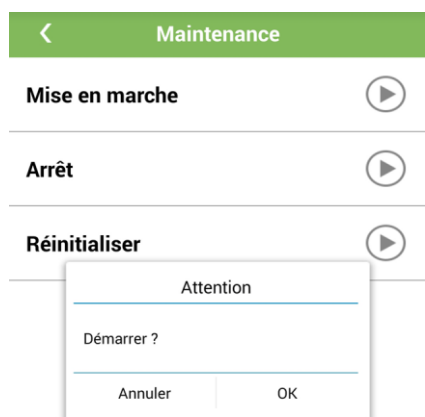 Maintenance
Mise en marche
Arrêt
Réinitialiser
Attention
Démarrer ?
Annuler OK